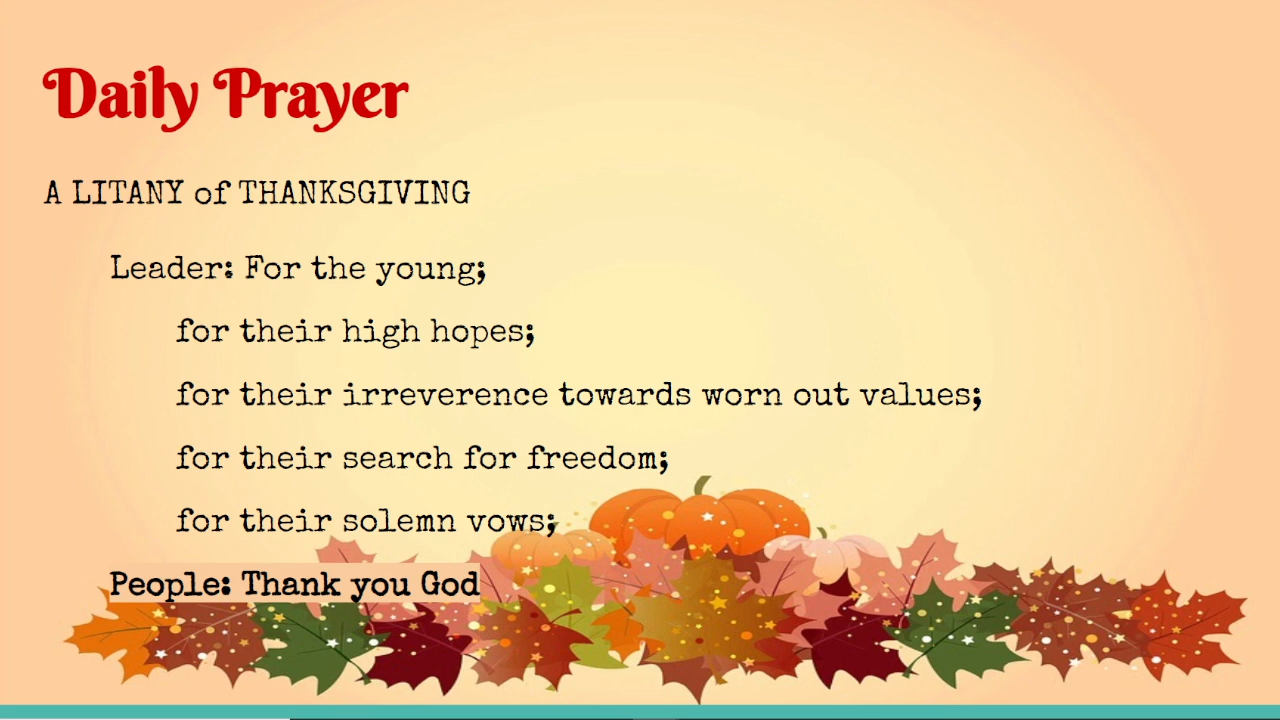 Daily Prayer
A LITANY of THANKSGIVING
Leader: For the young;
for their high hopes;
for their irreverence towards worn out values;
for their search for freedom;
for their solemn vows;
People: Thank you God